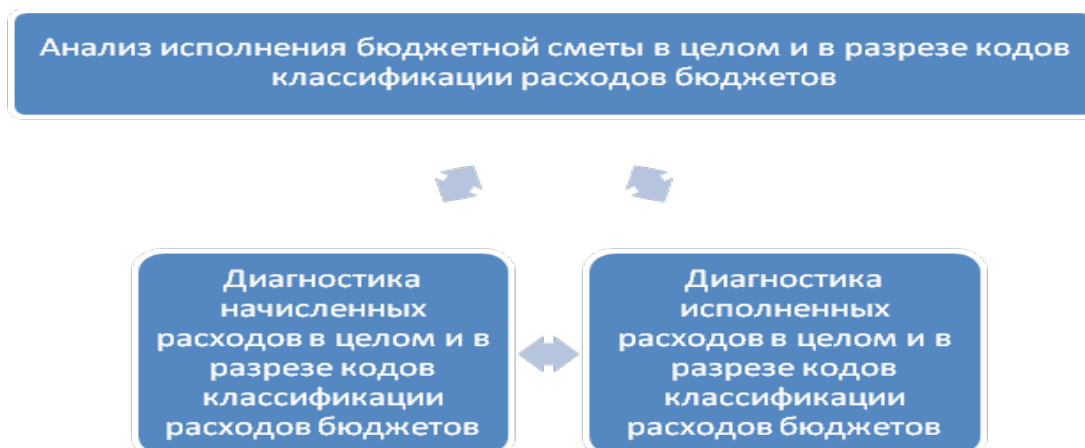 Анализ исполнения бюджетной сметы в целом и в разрезе кодов
классификации расходов бюджетов
Диагностика
начисленных
расходов в целом и в
разрезе кодов
классификации
расходов бюджетов
Диагностика
исполненных
расходов в целом и в
разрезе кодов
классификации
расходов бюджетов